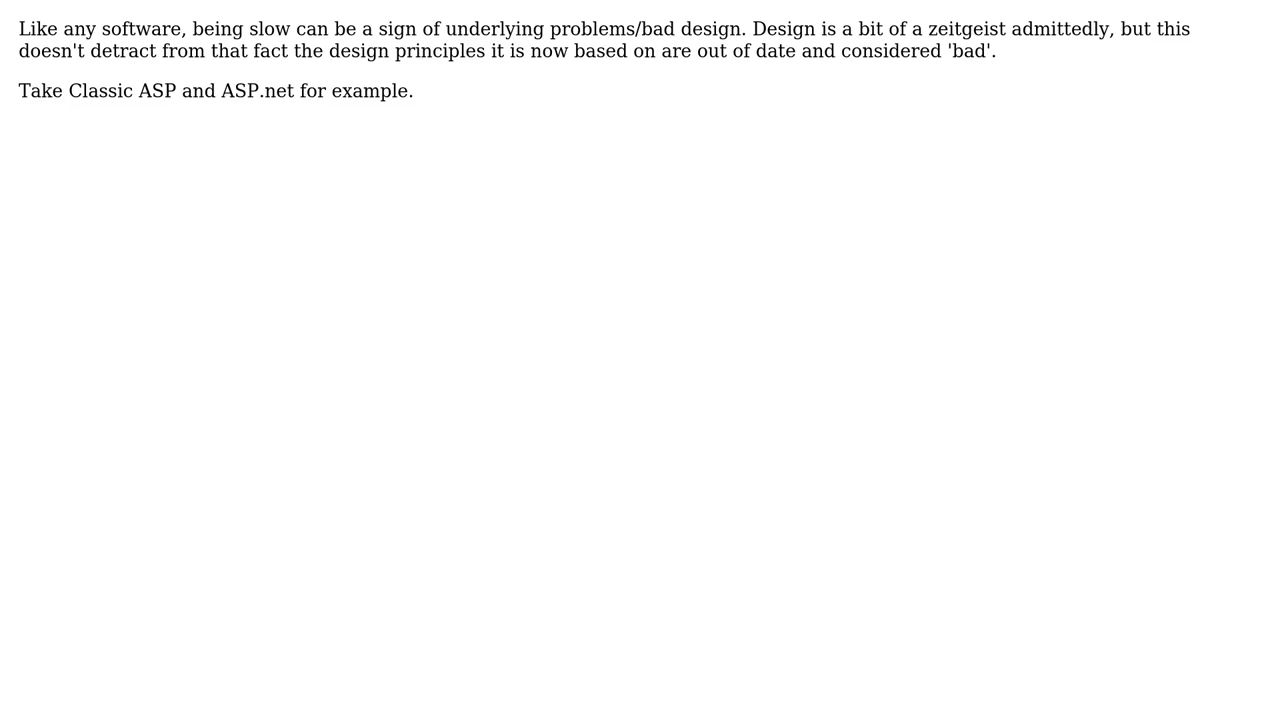 Like any software, being slow can be a sign of underlying problems/bad design. Design is a bit of a zeitgeist admittedly, but this
doesn't detract from that fact the design principles it is now based on are out of date and considered 'bad'.
Take Classic ASP and ASP.net for example.